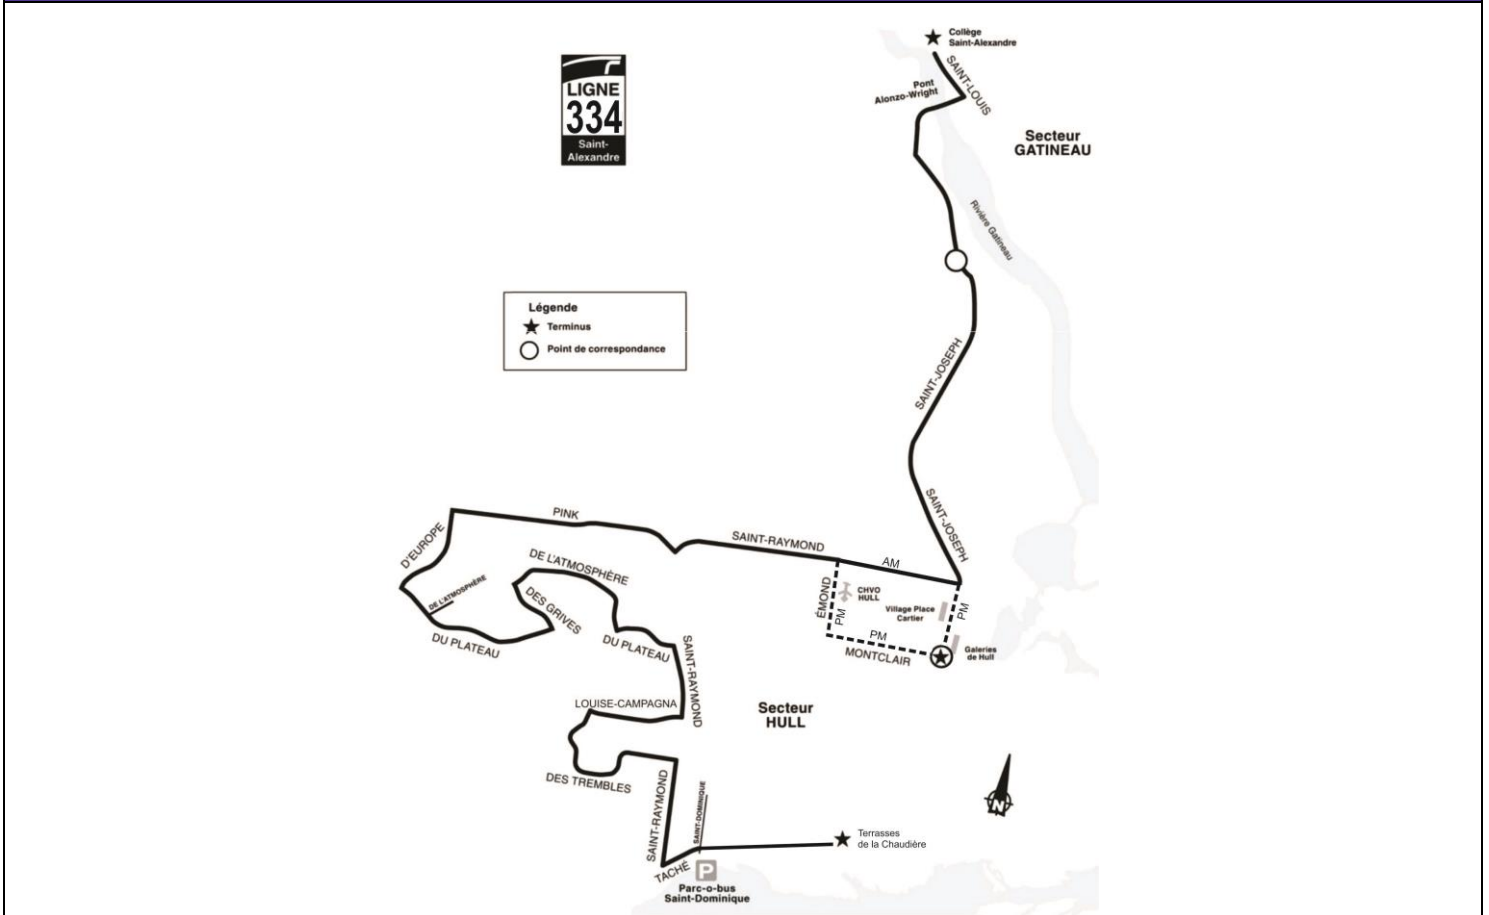 Collège
Saint-Alexandre
SAINT-LOUIS
Pont
Alonzo-Wright
LIGNE
334
Saint-
Alexandre
Secteur
GATINEAU
Rivière Gatineau
Légende
Terminus
Point de correspondance
SAINT-JOSEPH
SAINT-JOSEPH
PINK
D'EUROPE
SAINT-RAYMOND
AM
DE L'ATMOSPHÈRE
DE L'ATMOSPHÈRE
DES GRIVES
ÉMOND
PM
CHVO
HULL
Village Place
Cartier
PM
DU PLATEAU
DU PLATEAU
PM
MONTCLAIR
Galeries
de Hull
SAINT-RAYMOND
LOUISE-CAMPAGNA
Secteur
HULL
DES TREMBLES
SAINT-RAYMOND
SAINT-DOMINIQUE
N
Terrasses
de la Chaudière
TACHÉ
P
Parc-o-bus
Saint-Dominique